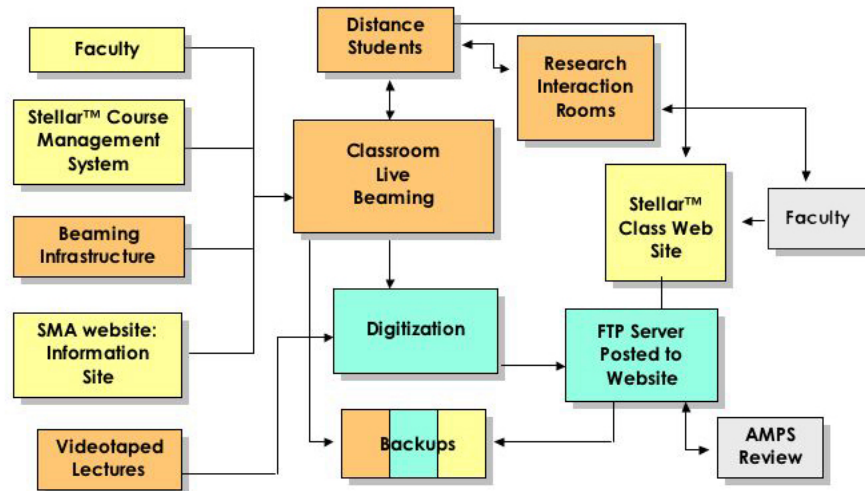 Faculty
Stellar™ Course
Management
System
Beaming
Infrastructure
SMA website:
Information
Site
Videotaped
Lectures
Distance
Students
Classroom
Live
Beaming
Digitization
Backups
Research
Interaction
Rooms
Stellar™
Class Web
Site
FTP Server
Posted to
Website
Faculty
AMPS
Review